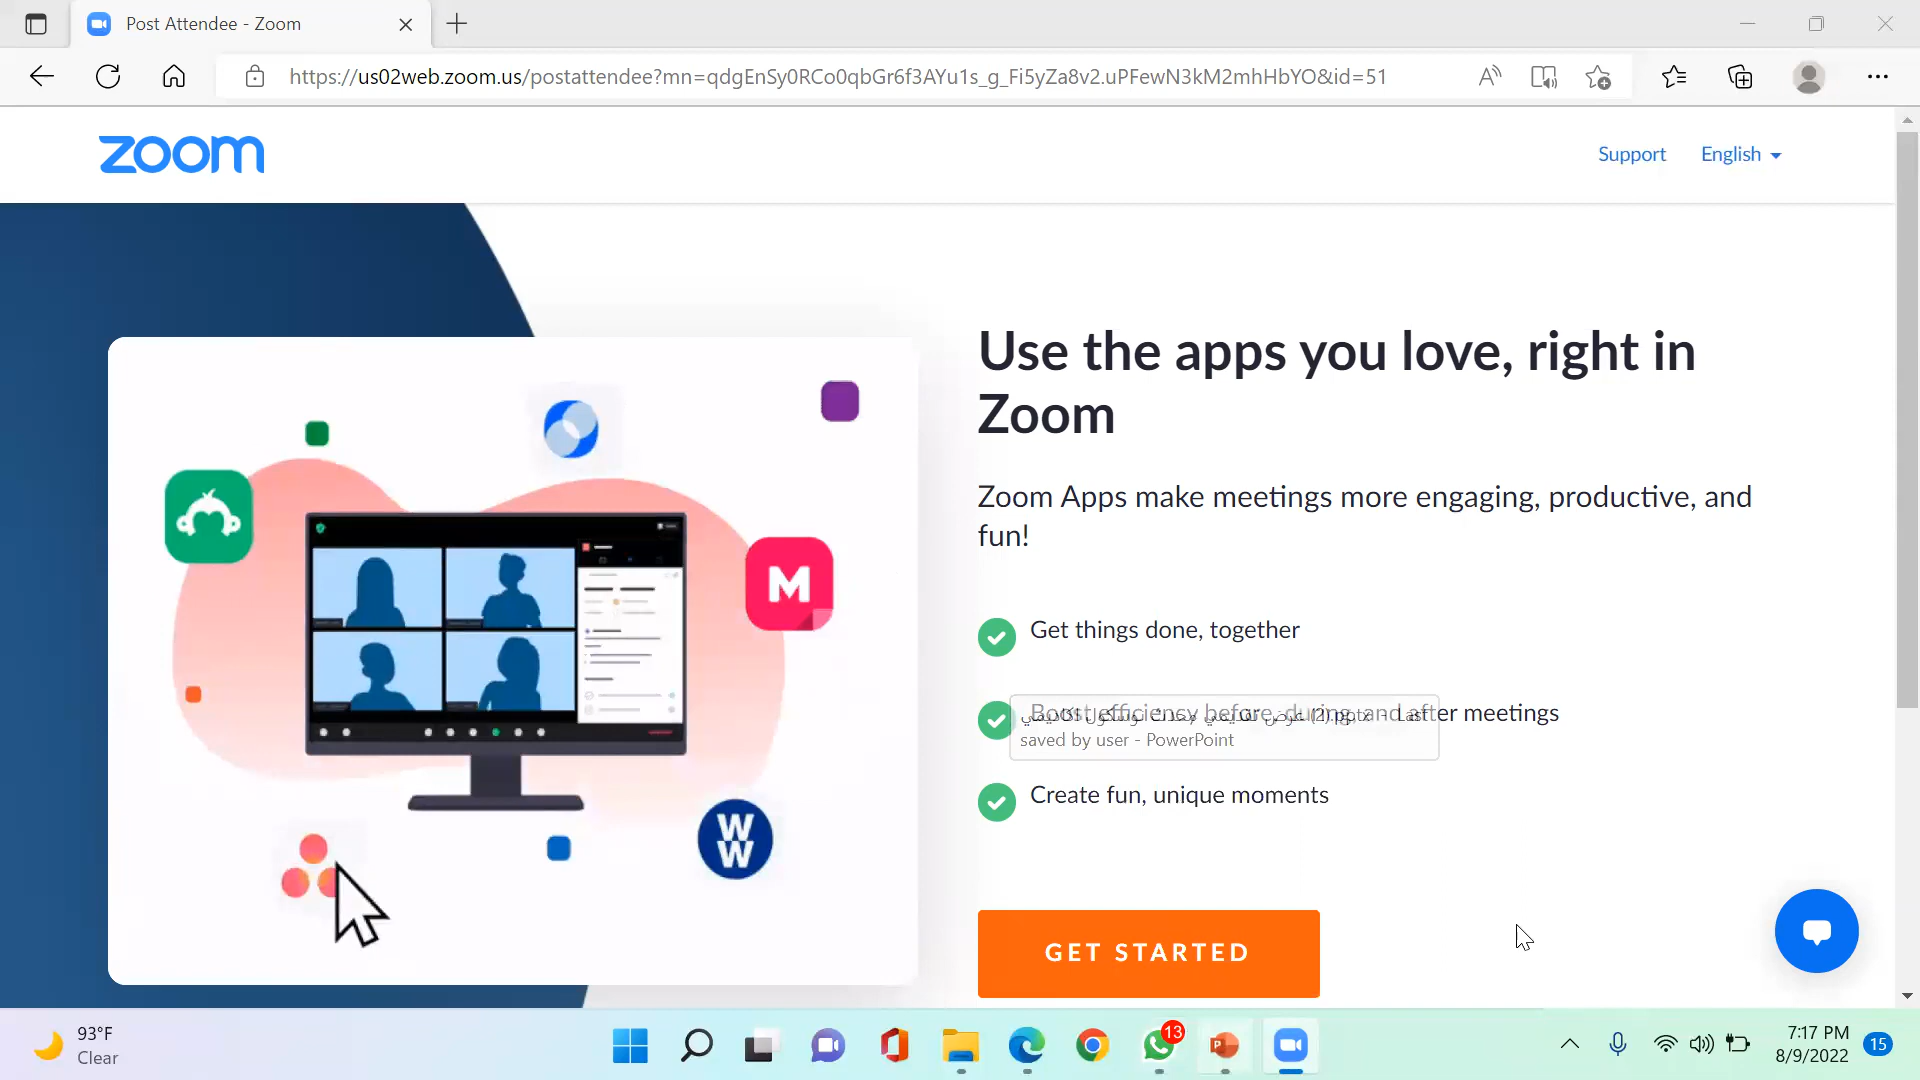 Post Attendee - Zoom
https://us02web.zoom.us/postattendee?mn=qdgEnSy0RCo0qbGr6f3AYu1s_g_Fi5yZa8v2.uPFewN3kM2mhHbYO&id=51
zoom
Support
English
Use the apps you love, right in
Zoom
Zoom Apps make meetings more engaging, productive, and
fun!
Get things done, together
Boost efficiency before, during, and after meetings
saved by user - PowerPoint
Create fun, unique moments
GET STARTED
M
W
W
93°F
Clear
13
7:17 PM
8/9/2022
15